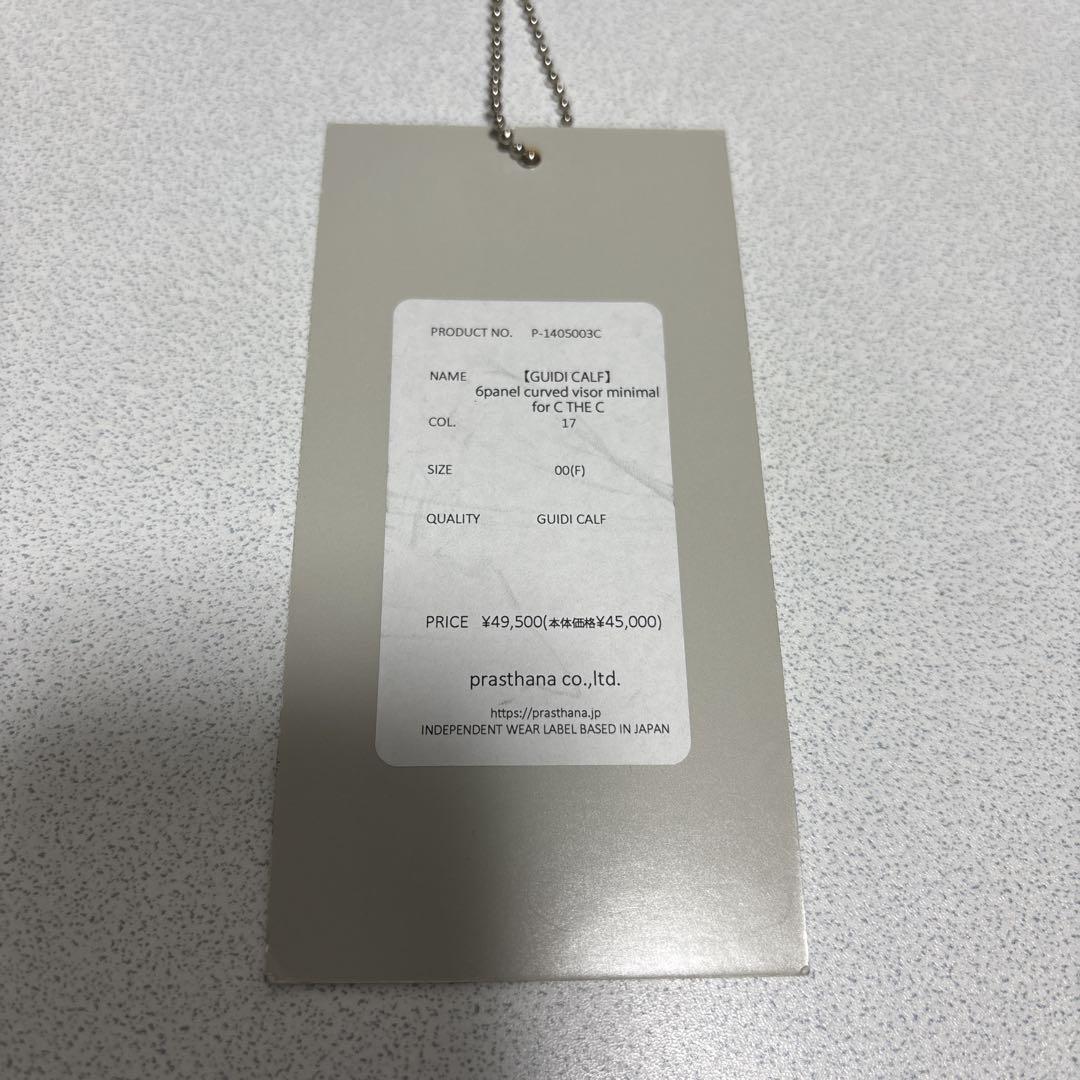 PRODUCT NO. P-1405003C
NAME 【GUIDI CALF】
6panel curved visor minimal
for C THE C
COL. 17
SIZE 00(F)
QUALITY GUIDI CALF
PRICE ¥49,500(本体価格¥45,000)
prasthana co.,ltd.
https://prasthana.jp
INDEPENDENT WEAR LABEL BASED IN JAPAN